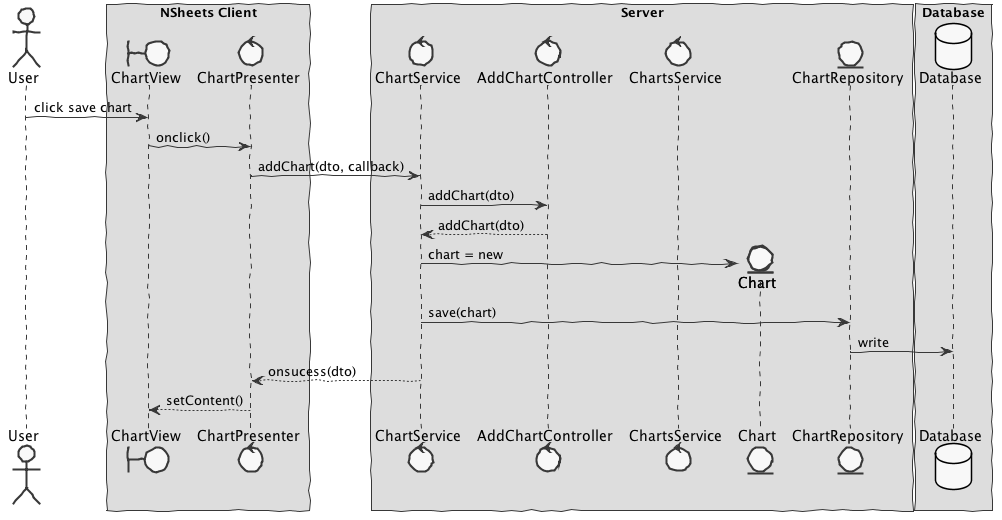 NSheets Client
Server
Database
User
ChartView
ChartPresenter
ChartService
AddChartController
ChartsService
ChartRepository
Database
click save chart
onclick()
addChart(dto, callback)
addChart(dto)
addChart(dto)
chart = new
Chart
save(chart)
write
onsucess(dto)
setContent()
User
ChartView
ChartPresenter
ChartService
AddChartController
ChartsService
Chart
ChartRepository
Database